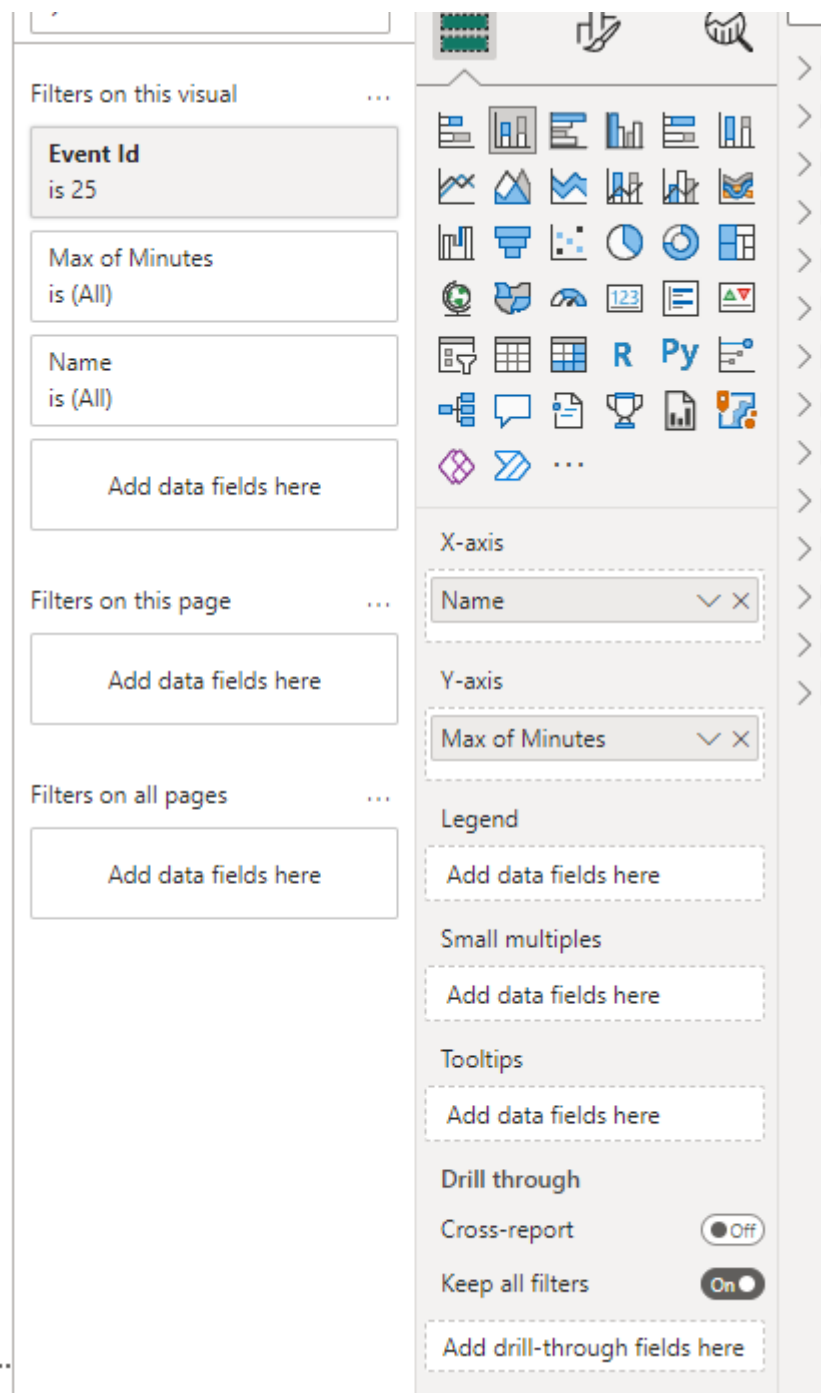 Filters on this visual
...
Event Id
is 25
Max of Minutes
is (All)
Name
is (All)
Add data fields here
Filters on this page
...
Add data fields here
Filters on all pages
...
Add data fields here
123
R
Py
...
X-axis
Name
Y-axis
Max of Minutes
Legend
Add data fields here
Small multiples
Add data fields here
Tooltips
Add data fields here
Drill through
Cross-report
Off
Keep all filters
On
Add drill-through fields here